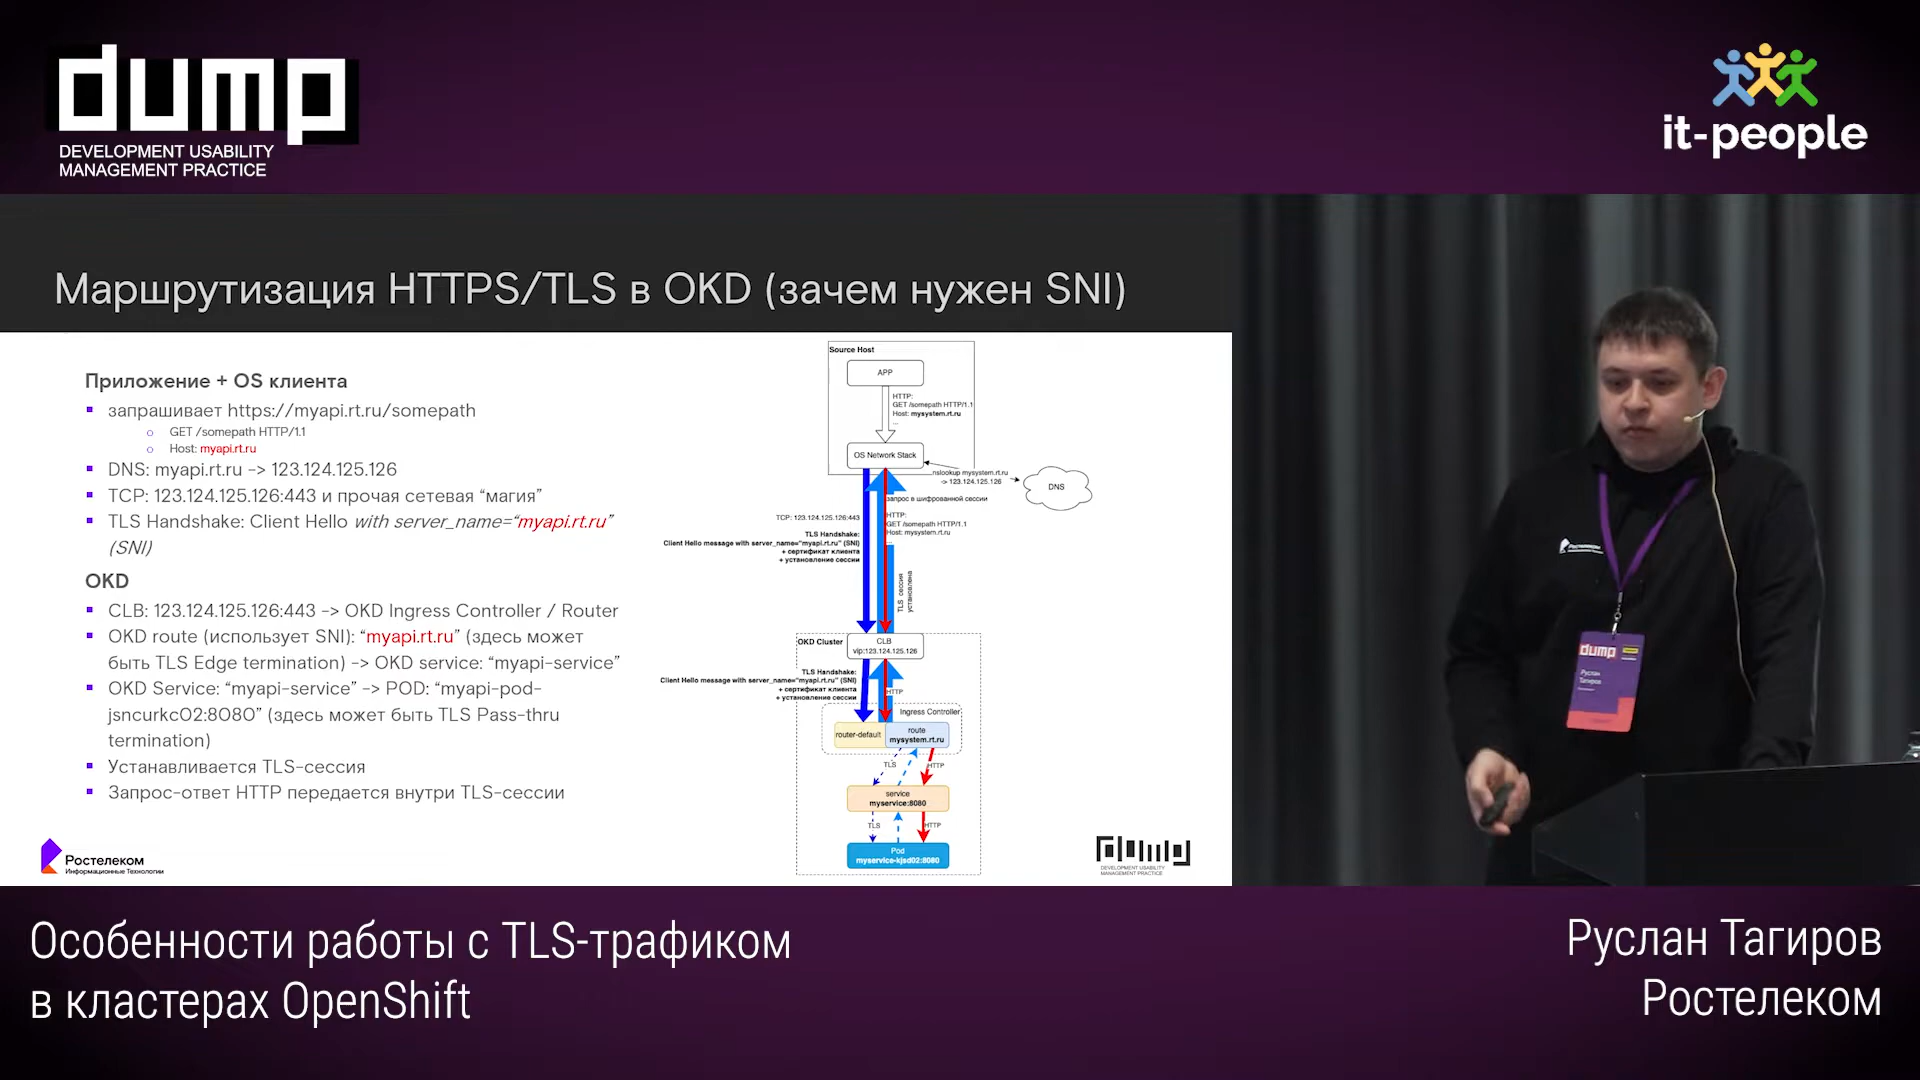 dump
DEVELOPMENT USABILITY
MANAGEMENT PRACTICE
it-people
Маршрутизация HTTPS/TLS в OKD (зачем нужен SNI)
Приложение + OS клиента
запрашивает https://myapi.rt.ru/somepath
GET /somepath HTTP/1.1
Host: myapi.rt.ru
DNS: myapi.rt.ru -> 123.124.125.126
TCP: 123.124.125.126:443 и прочая сетевая “магия”
TLS Handshake: Client Hello with server_name=“myapi.rt.ru”
(SNI)
OKD
CLB: 123.124.125.126:443 -> OKD Ingress Controller / Router
OKD route (использует SNI): “myapi.rt.ru” (здесь может
быть TLS Edge termination) -> OKD service: “myapi-service”
OKD Service: “myapi-service” -> POD: “myapi-pod-
jsncurkc02:8080” (здесь может быть TLS Pass-thru
termination)
Устанавливается TLS-сессия
Запрос-ответ HTTP передается внутри TLS-сессии
Source Host
APP
HTTP:
GET /somepath HTTP/1.1
Host: mysystem.rt.ru
...
OS Network Stack
nslookup mysystem.rt.ru
-> 123.124.125.126
DNS
запрос в шифрованной сессии
TCP: 123.124.125.126:443
HTTP:
GET /somepath HTTP/1.1
Host: mysystem.rt.ru
TLS Handshake:
Client Hello message with server_name="myapi.rt.ru" (SNI)
+ сертификат клиента
+ установление сессии
TLS сессия
установлена
OKD Cluster
CLB
vip:123.124.125.126
TLS Handshake:
Client Hello message with server_name="myapi.rt.ru" (SNI)
+ сертификат клиента
+ установление сессии
HTTP
Ingress Controller
router-default
route
mysystem.rt.ru
TLS
HTTP
service
myservice:8080
TLS
HTTP
Pod
myservice-kjsd02:8080
Ростелеком
Информационные Технологии
dump
DEVELOPMENT USABILITY
MANAGEMENT PRACTICE
Ростелеком
dump
Руслан
Тагиров
Особенности работы с TLS-трафиком
в кластерах OpenShift
Руслан Тагиров
Ростелеком